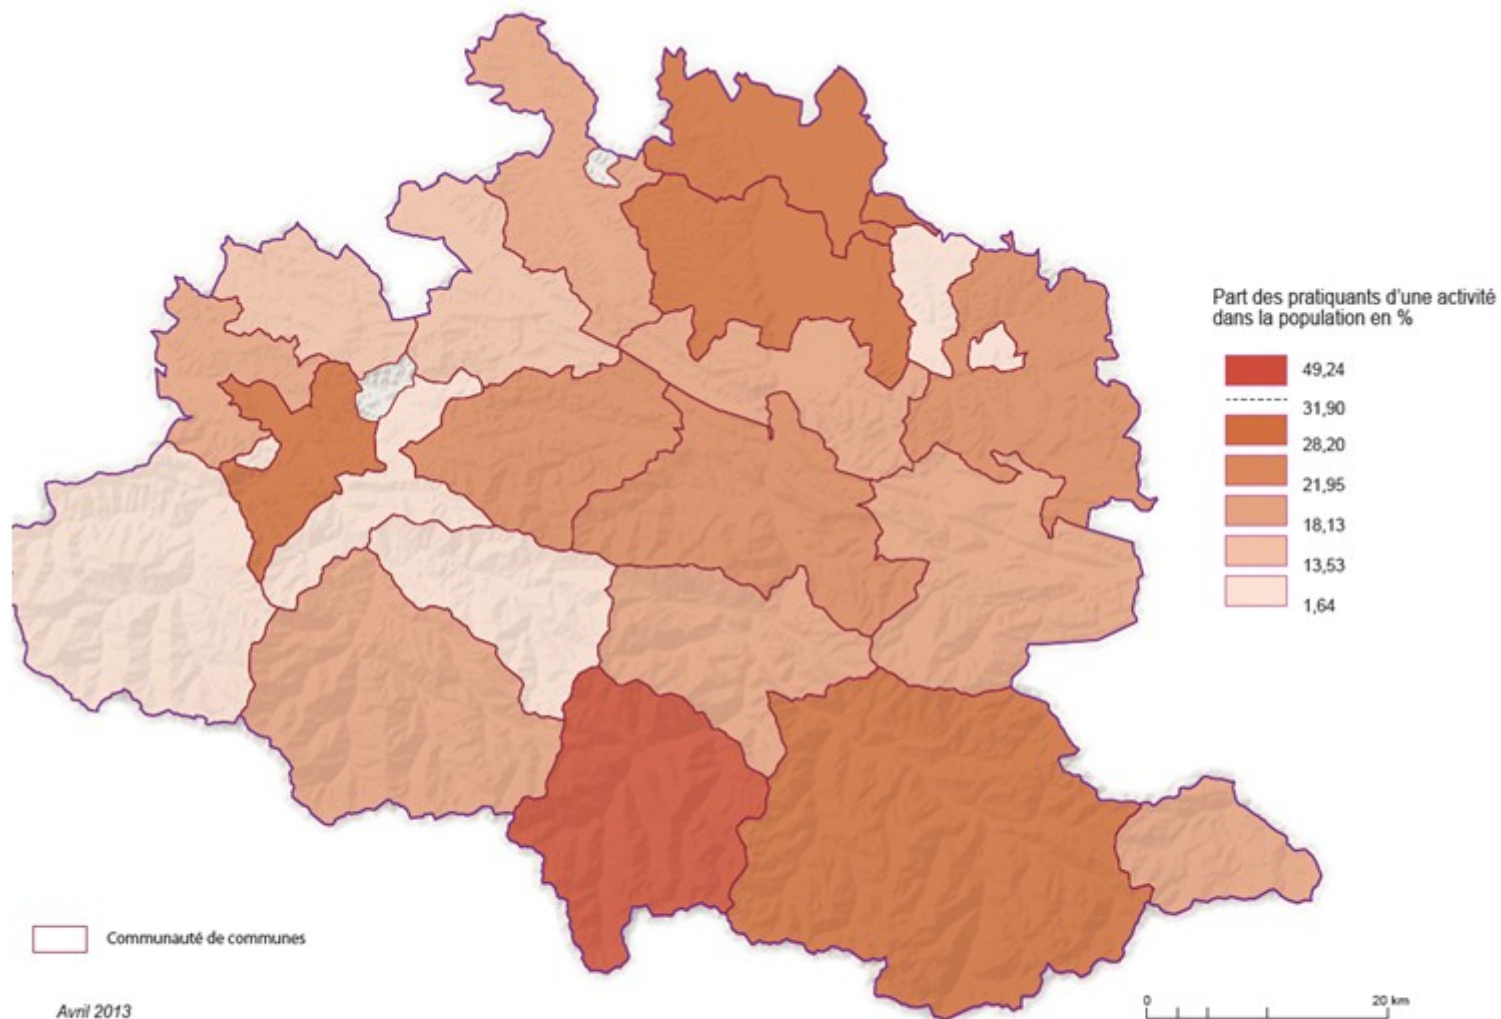 Part des pratiquants d'une activité
dans la population en %
49,24
31,90
28,20
21,95
18,13
13,53
1,64
Communauté de communes
Avril 2013
0 20 km